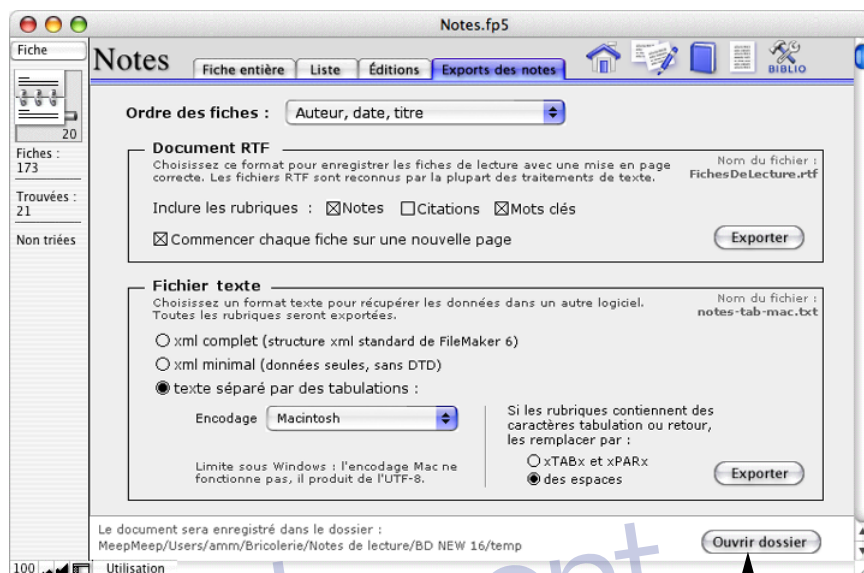 Notes.fp5
Fiche
20
Fiches :
173
Trouvées :
21
Non triées
Notes
Fiche entière
Liste
Éditions
Exports des notes
BIBLIO
Ordre des fiches :
Auteur, date, titre
Document RTF
Choisissez ce format pour enregistrer les fiches de lecture avec une mise en page
correcte. Les fichiers RTF sont reconnus par la plupart des traitements de texte.
Nom du fichier :
FichesDeLecture.rtf
Inclure les rubriques : Notes Citations Mots clés
Commencer chaque fiche sur une nouvelle page
Exporter
Fichier texte
Choisissez un format texte pour récupérer les données dans un autre logiciel.
Toutes les rubriques seront exportées.
Nom du fichier :
notes-tab-mac.txt
xml complet (structure xml standard de FileMaker 6)
xml minimal (données seules, sans DTD)
texte séparé par des tabulations :
Encodage Macintosh
Limite sous Windows : l'encodage Mac ne
fonctionne pas, il produit de l'UTF-8.
Si les rubriques contiennent des
caractères tabulation ou retour,
les remplacer par :
xTABx et xPARx
des espaces
Exporter
Le document sera enregistré dans le dossier :
MeepMeep/Users/amm/Bricolerie/Notes de lecture/BD NEW 16/temp
Ouvrir dossier
100
Utilisation